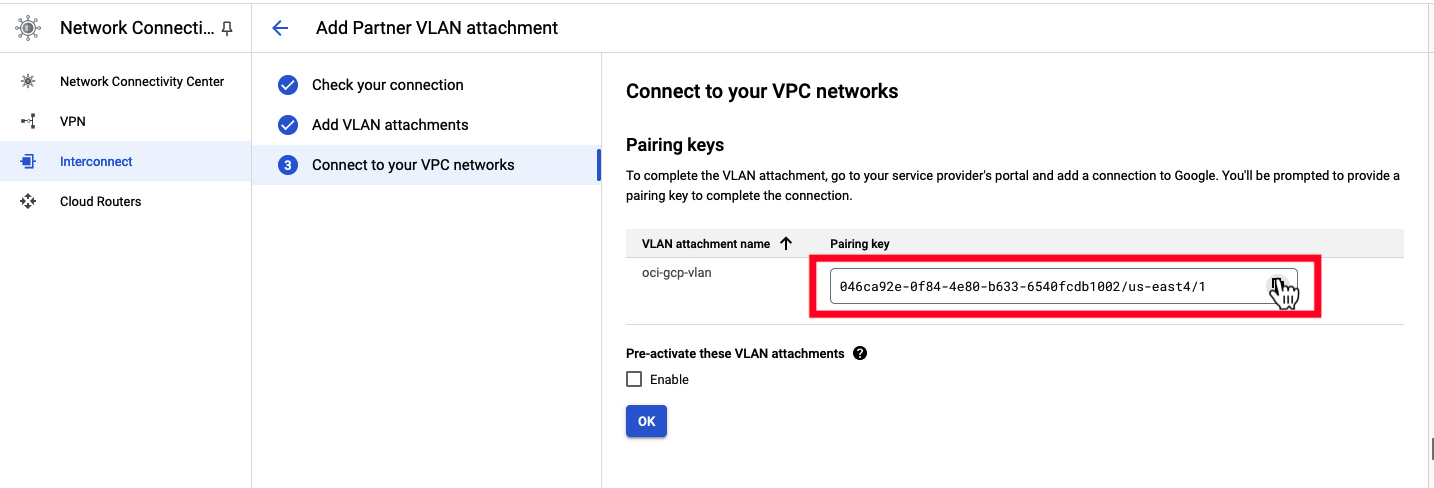 Network Connecti...
Add Partner VLAN attachment
Network Connectivity Center
VPN
Interconnect
Cloud Routers
Check your connection
Add VLAN attachments
3 Connect to your VPC networks
Connect to your VPC networks
Pairing keys
To complete the VLAN attachment, go to your service provider's portal and add a connection to Google. You'll be prompted to provide a
pairing key to complete the connection.
VLAN attachment name Pairing key
oci-gcp-vlan 046ca92e-0f84-4e80-b633-6540fcdb1002/us-east4/1
Pre-activate these VLAN attachments ?
Enable
OK